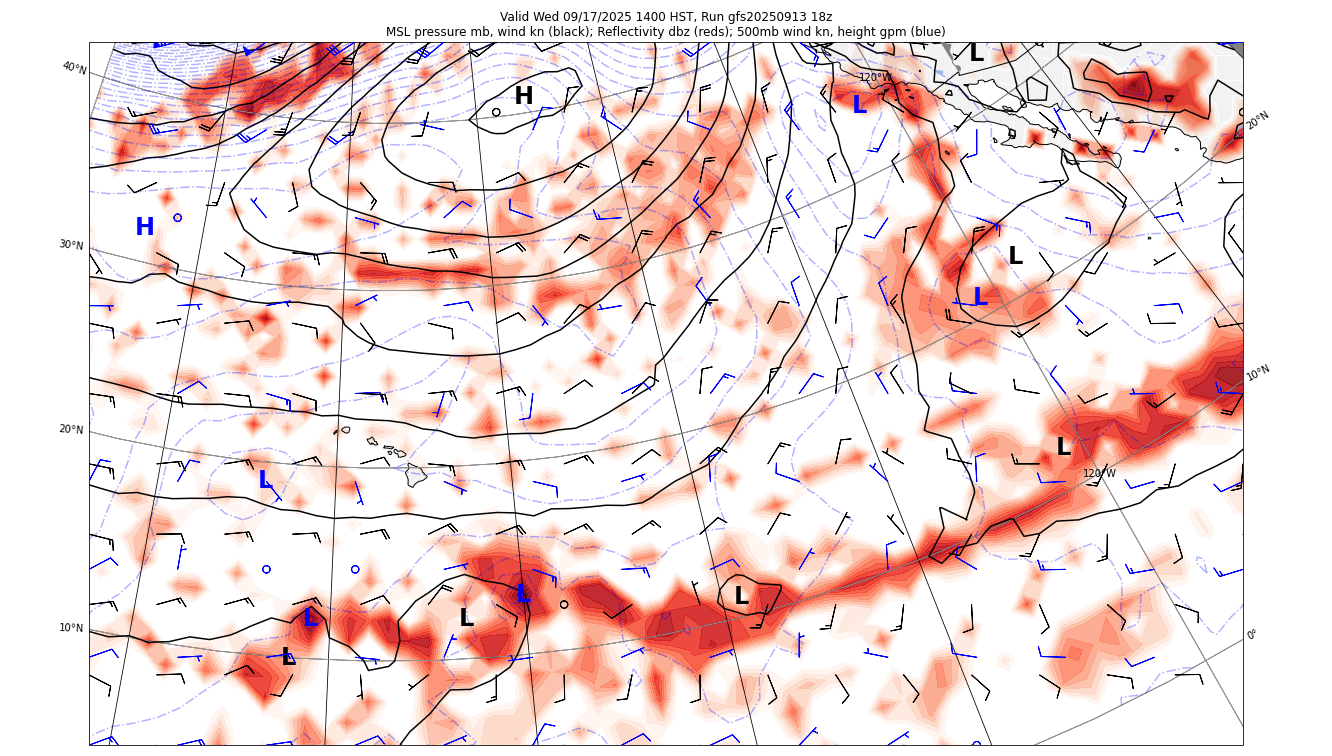 Valid Wed 09/17/2025 1400 HST, Run gfs20250913 18z
MSL pressure mb, wind kn (black); Reflectivity dbz (reds); 500mb wind kn, height gpm (blue)
L
40°N
120°W
H
L
20°N
H
30°N
L
L
10°N
20°N
L
120°W
L
L
L
L
L
10°N
0°
L